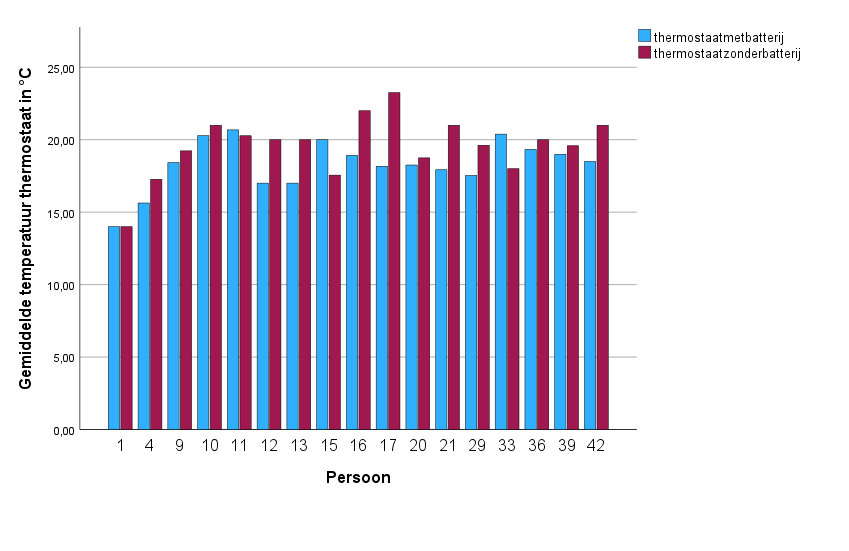 thermostaatmetbatterij
thermostaatzonderbatterij
Gemiddelde temperatuur thermostaat in °C
25,00
20,00
15,00
10,00
5,00
0,00
1 4 9 10 11 12 13 15 16 17 20 21 29 33 36 39 42
Persoon